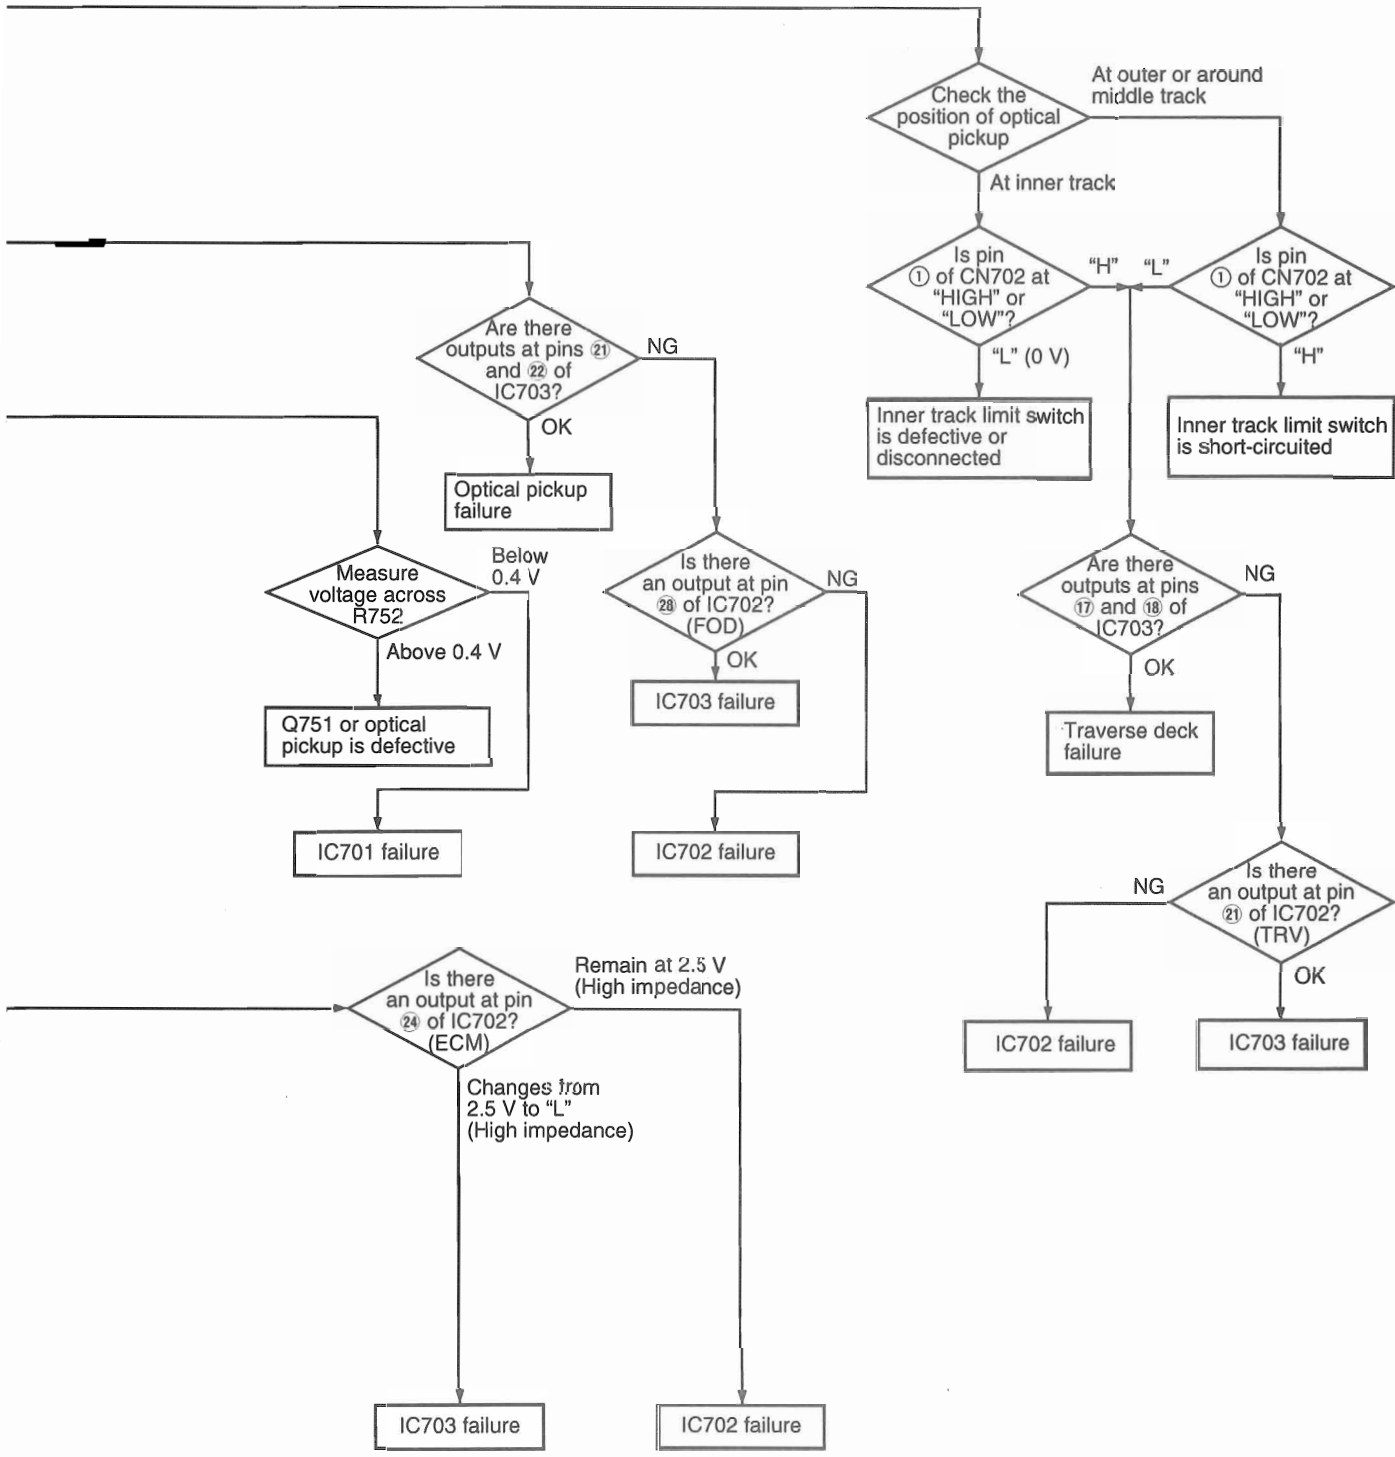 Check the
position of optical
pickup
At outer or around
middle track
At inner track
Is pin
① of CN702 at
“HIGH” or
“LOW”?
“H”
“L”
Is pin
① of CN702 at
“HIGH” or
“LOW”?
“L” (0 V)
“H”
Inner track limit switch
is defective or
disconnected
Inner track limit switch
is short-circuited
Are there
outputs at pins ㉑
and ㉒ of
IC703?
NG
OK
Optical pickup
failure
Measure
voltage across
R752
Below
0.4 V
Above 0.4 V
Q751 or optical
pickup is defective
IC701 failure
Is there
an output at pin
㉘ of IC702?
(FOD)
NG
OK
IC703 failure
IC702 failure
Are there
outputs at pins
⑰ and ⑱ of
IC703?
NG
OK
Traverse deck
failure
Is there
an output at pin
㉑ of IC702?
(TRV)
NG
OK
IC702 failure
IC703 failure
Is there
an output at pin
㉔ of IC702?
(ECM)
Remain at 2.5 V
(High impedance)
Changes from
2.5 V to “L”
(High impedance)
IC703 failure
IC702 failure